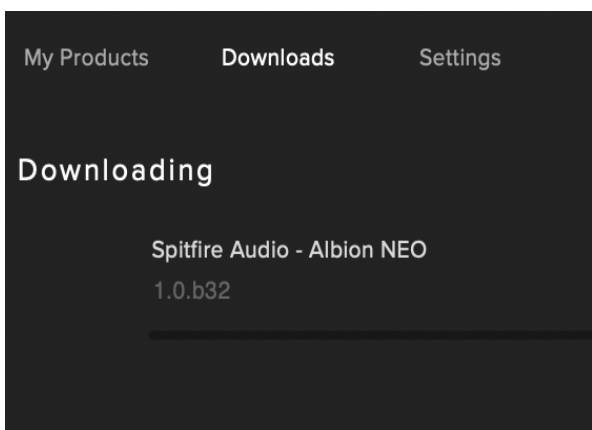 My Products Downloads Settings
Downloading
Spitfire Audio - Albion NEO
1.0.b32